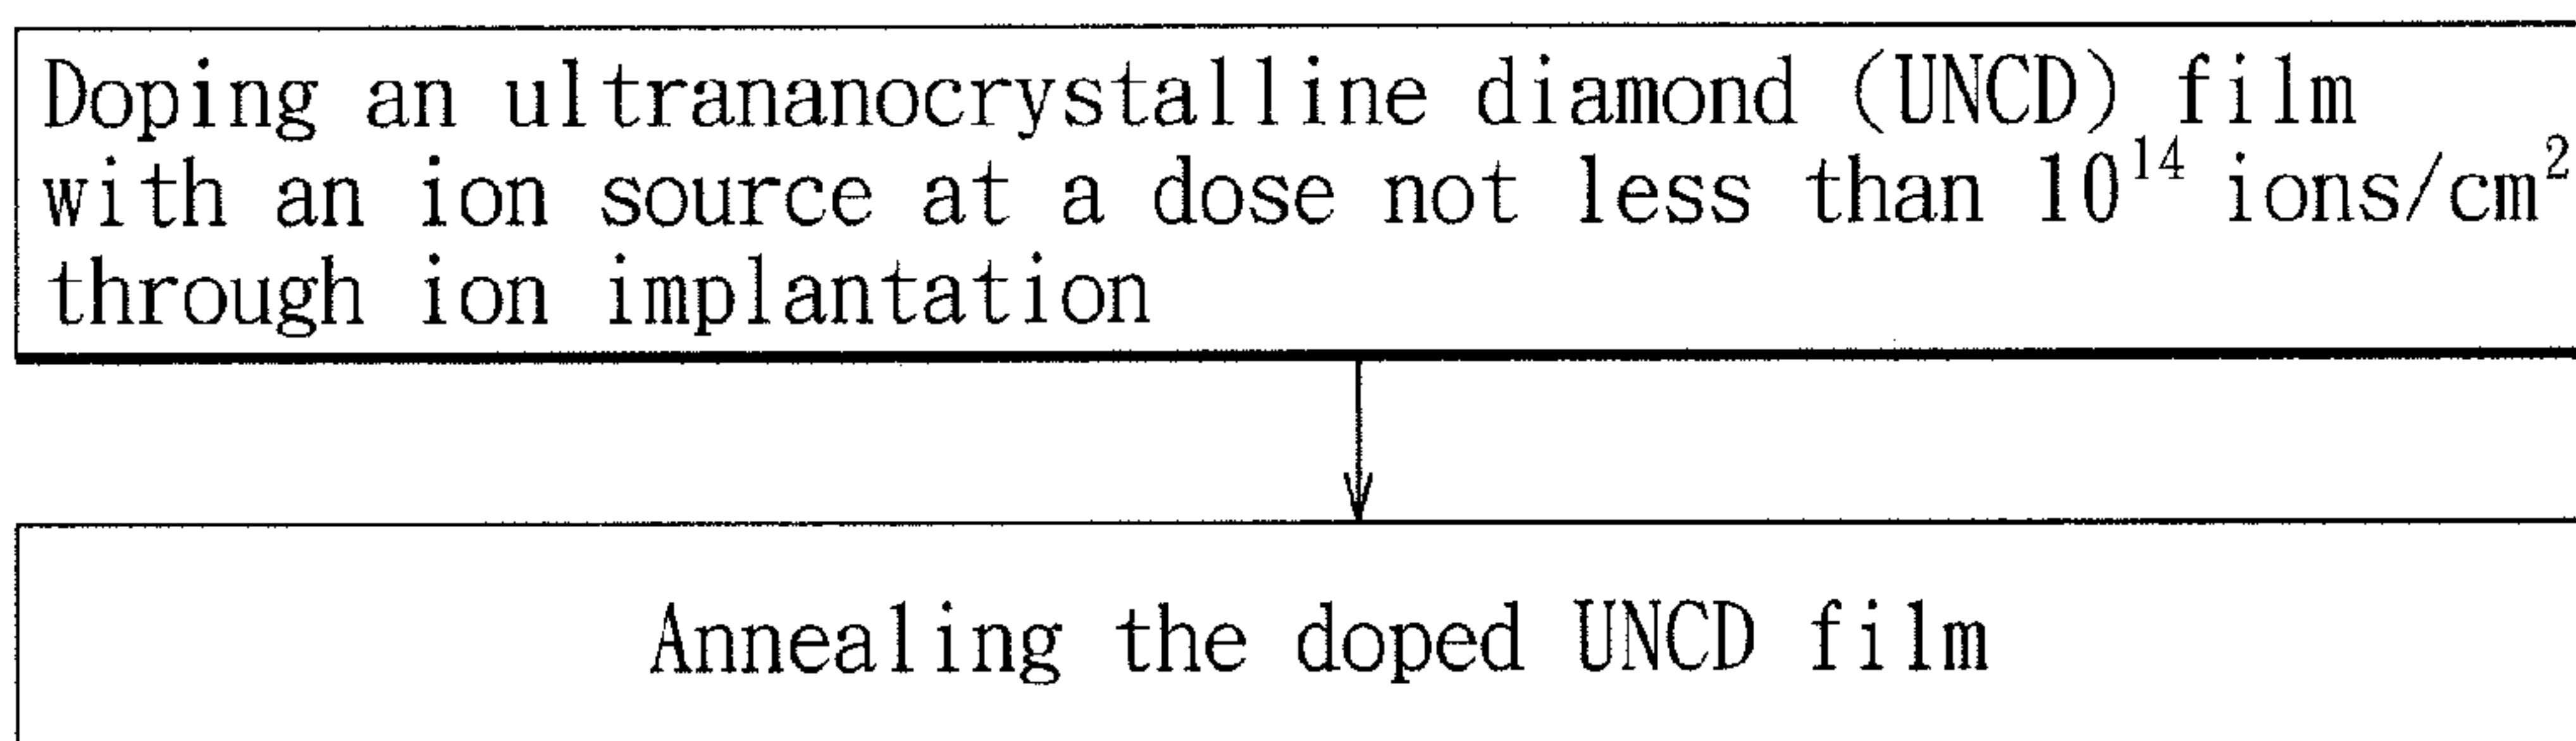 Doping an ultrananocrystalline diamond (UNCD) film
with an ion source at a dose not less than 10¹⁴ ions/cm²
through ion implantation
Annealing the doped UNCD film